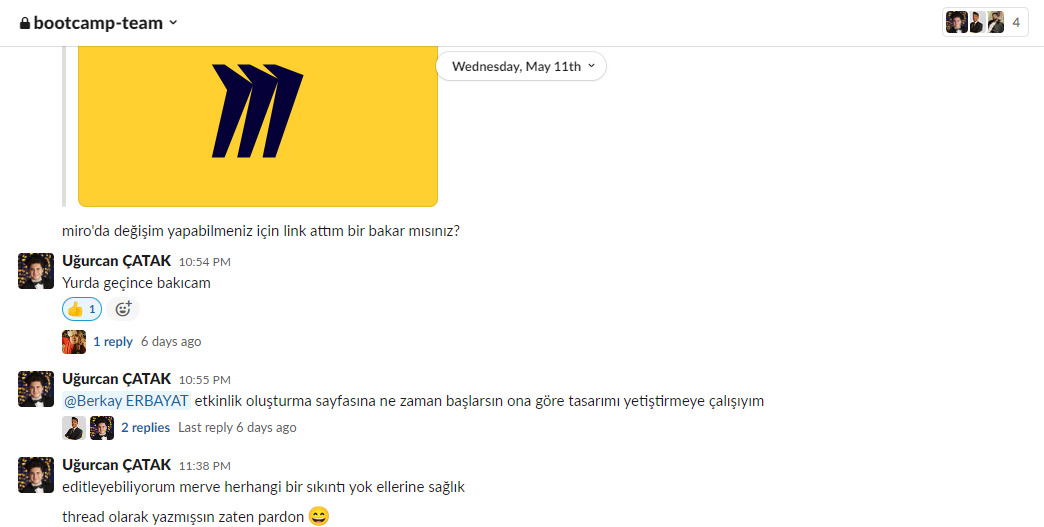 bootcamp-team
4
Wednesday, May 11th
miro'da değişim yapabilmeniz için link attım bir bakar mısınız?
Uğurcan ÇATAK 10:54 PM
Yurda geçince bakıcam
1
1 reply 6 days ago
Uğurcan ÇATAK 10:55 PM
@Berkay ERBAYAT etkinlik oluşturma sayfasına ne zaman başlarsın ona göre tasarımı yetiştirmeye çalışıyım
2 replies Last reply 6 days ago
Uğurcan ÇATAK 11:38 PM
editleyebiliyorum merve herhangi bir sıkıntı yok ellerine sağlık
thread olarak yazmışsın zaten pardon 😄